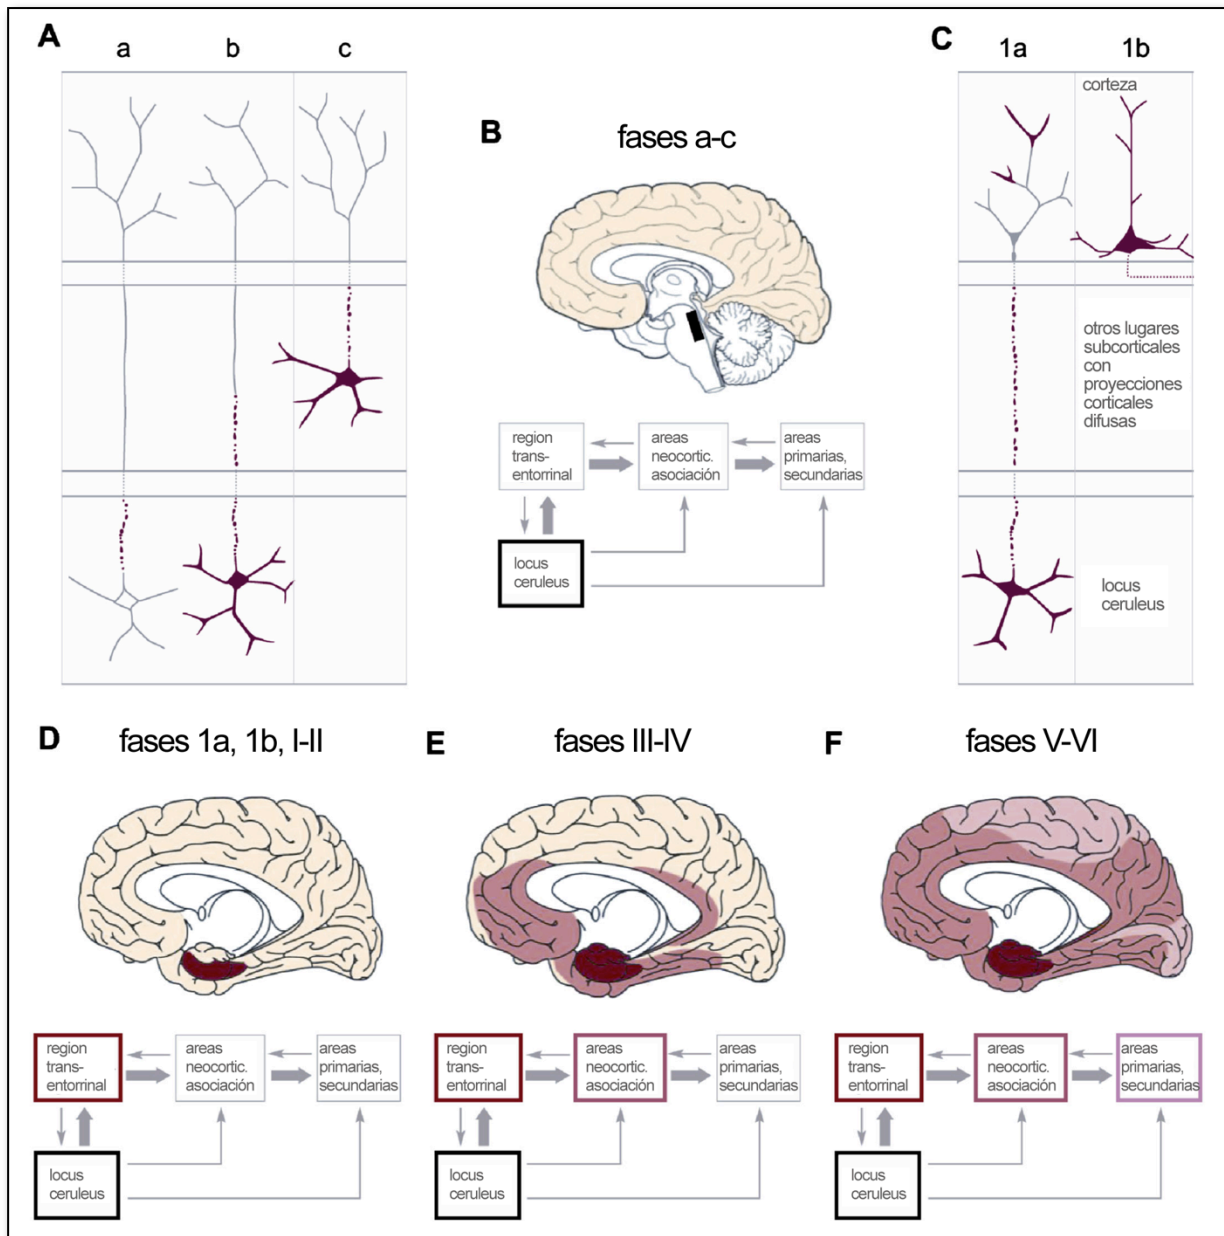 A
a
b
c
B
fases a-c
region
trans-
entorrinal
areas
neocortic.
asociación
areas
primarias,
secundarias
locus
ceruleus
C
1a
1b
corteza
otros lugares
subcorticales
con
proyecciones
corticales
difusas
locus
ceruleus
D
fases 1a, 1b, I-II
region
trans-
entorrinal
areas
neocortic.
asociación
areas
primarias,
secundarias
locus
ceruleus
E
fases III-IV
region
trans-
entorrinal
areas
neocortic.
asociación
areas
primarias,
secundarias
locus
ceruleus
F
fases V-VI
region
trans-
entorrinal
areas
neocortic.
asociación
areas
primarias,
secundarias
locus
ceruleus